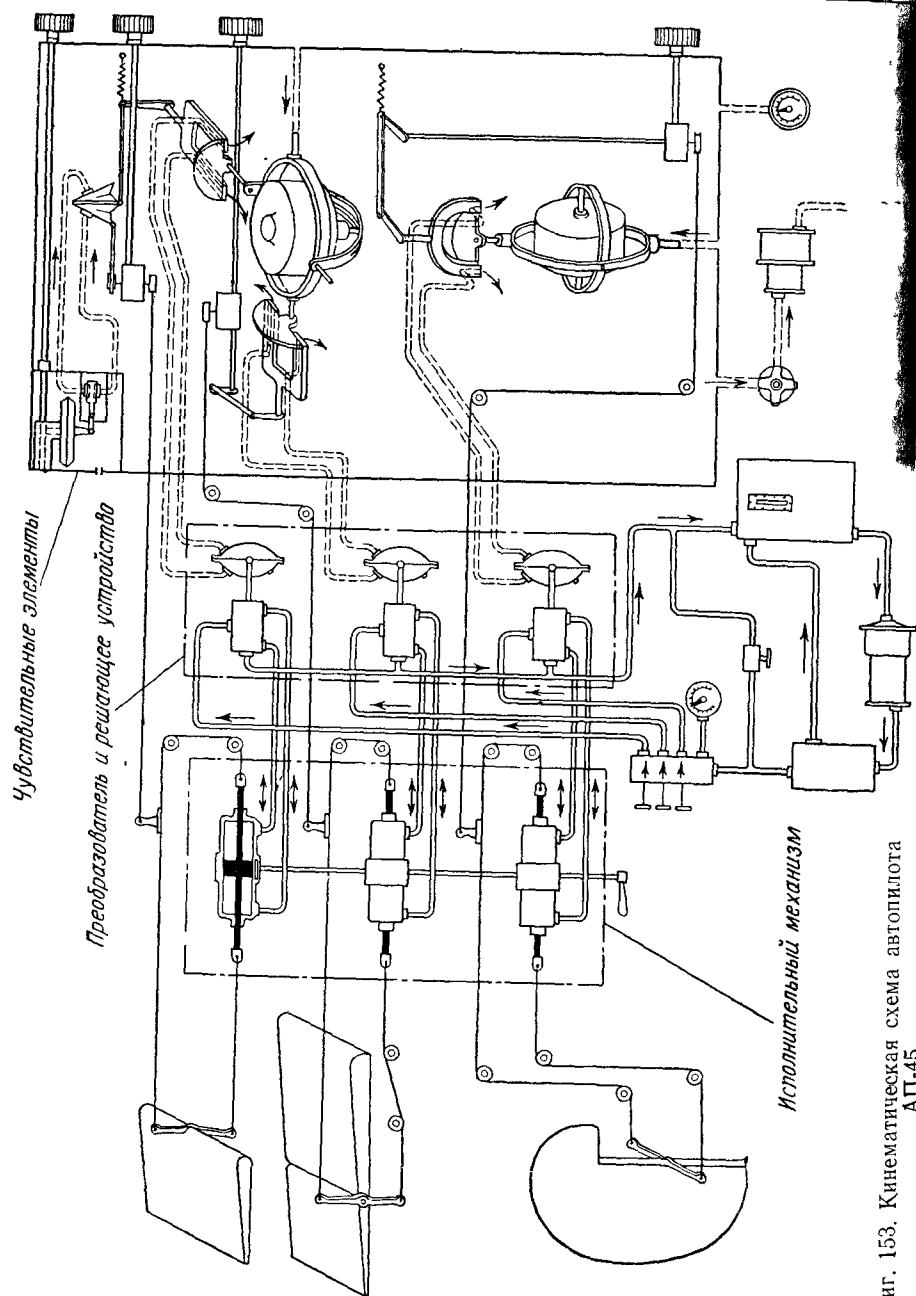 Чувствительные элементы
Преобразователь и решающее устройство
Исполнительный механизм
иг. 153. Кинематическая схема автопилота
АП-45